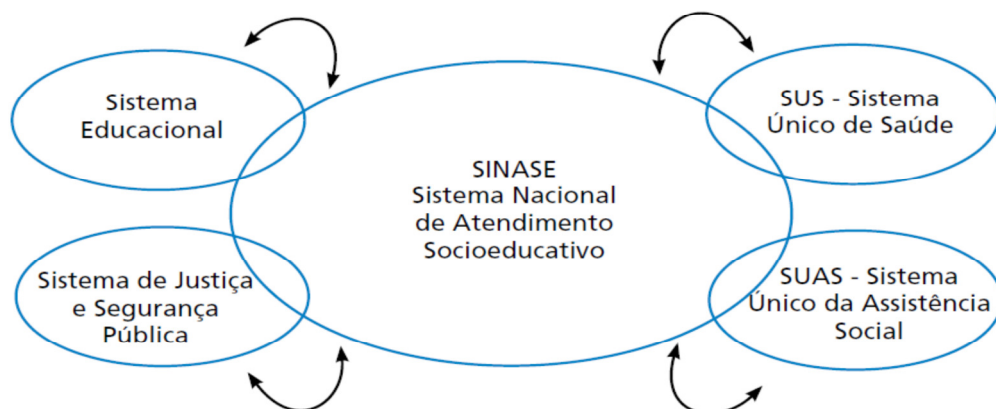 Sistema
Educacional
SUS - Sistema
Único de Saúde
SINASE
Sistema Nacional
de Atendimento
Socioeducativo
Sistema de Justiça
e Segurança
Pública
SUAS - Sistema
Único da Assistência
Social